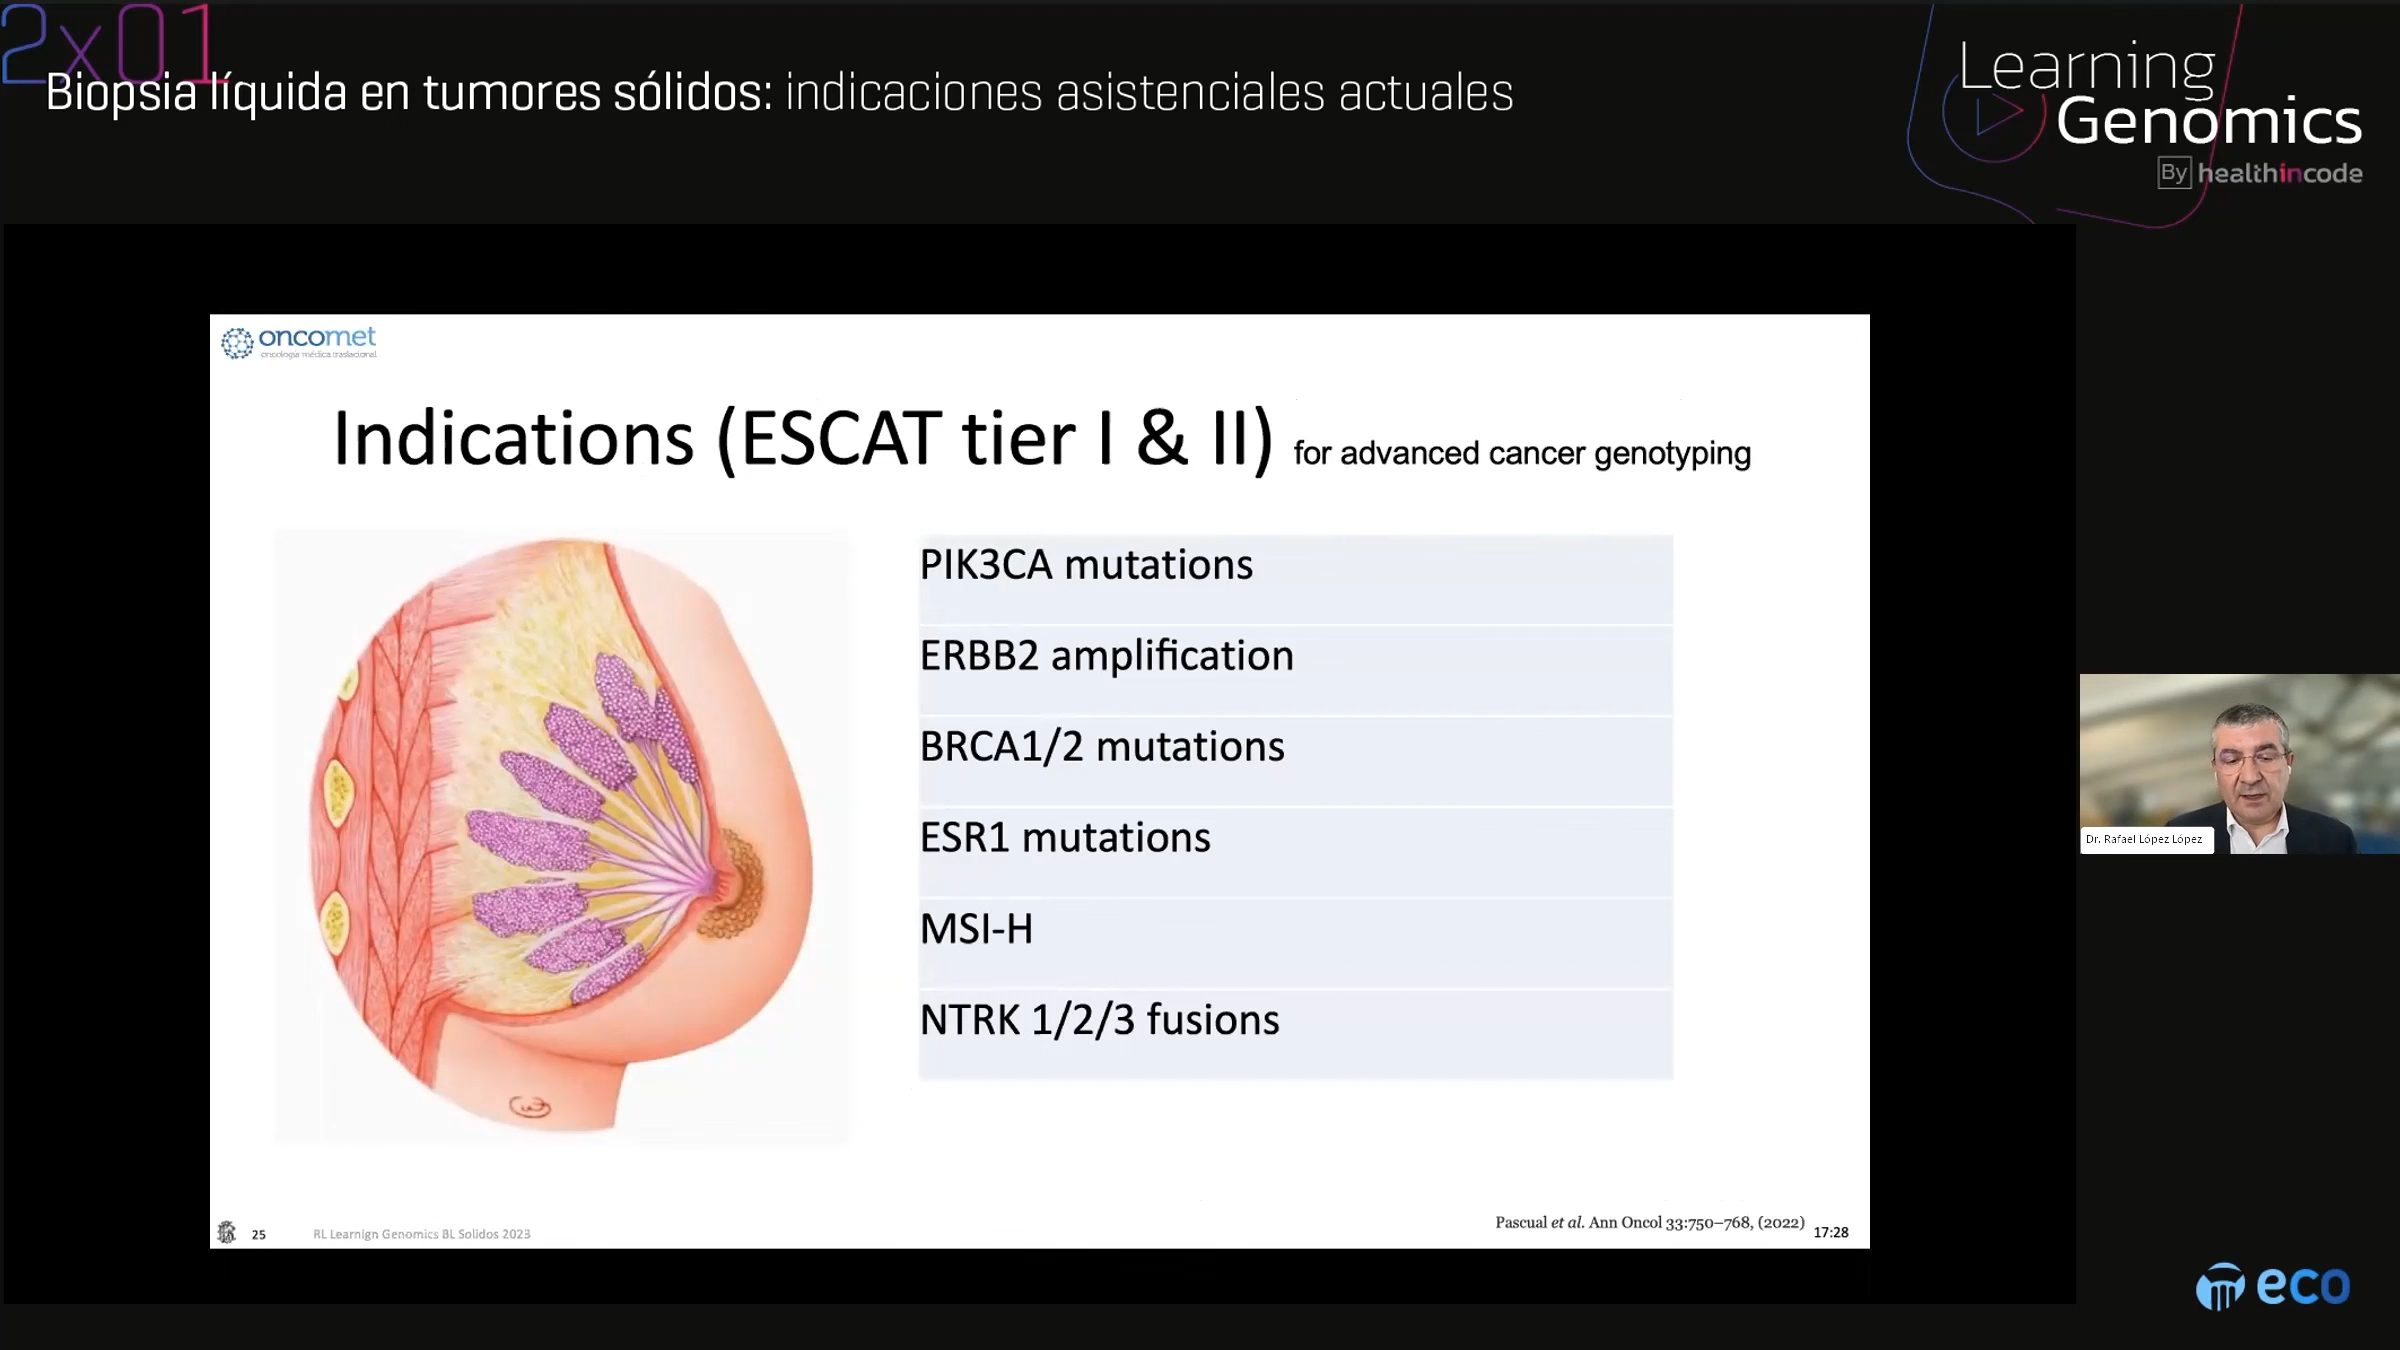 2x01
Biopsia líquida en tumores sólidos: indicaciones asistenciales actuales
Learning
Genomics
By healthincode
oncomet
oncología médica traslacional
Indications (ESCAT tier I & II) for advanced cancer genotyping
PIK3CA mutations
ERBB2 amplification
BRCA1/2 mutations
ESR1 mutations
MSI-H
NTRK 1/2/3 fusions
Dr. Rafael López López
25
RL Learnign Genomics BL Solidos 2023
Pascual et al. Ann Oncol 33:750–768, (2022)
17:28
eco